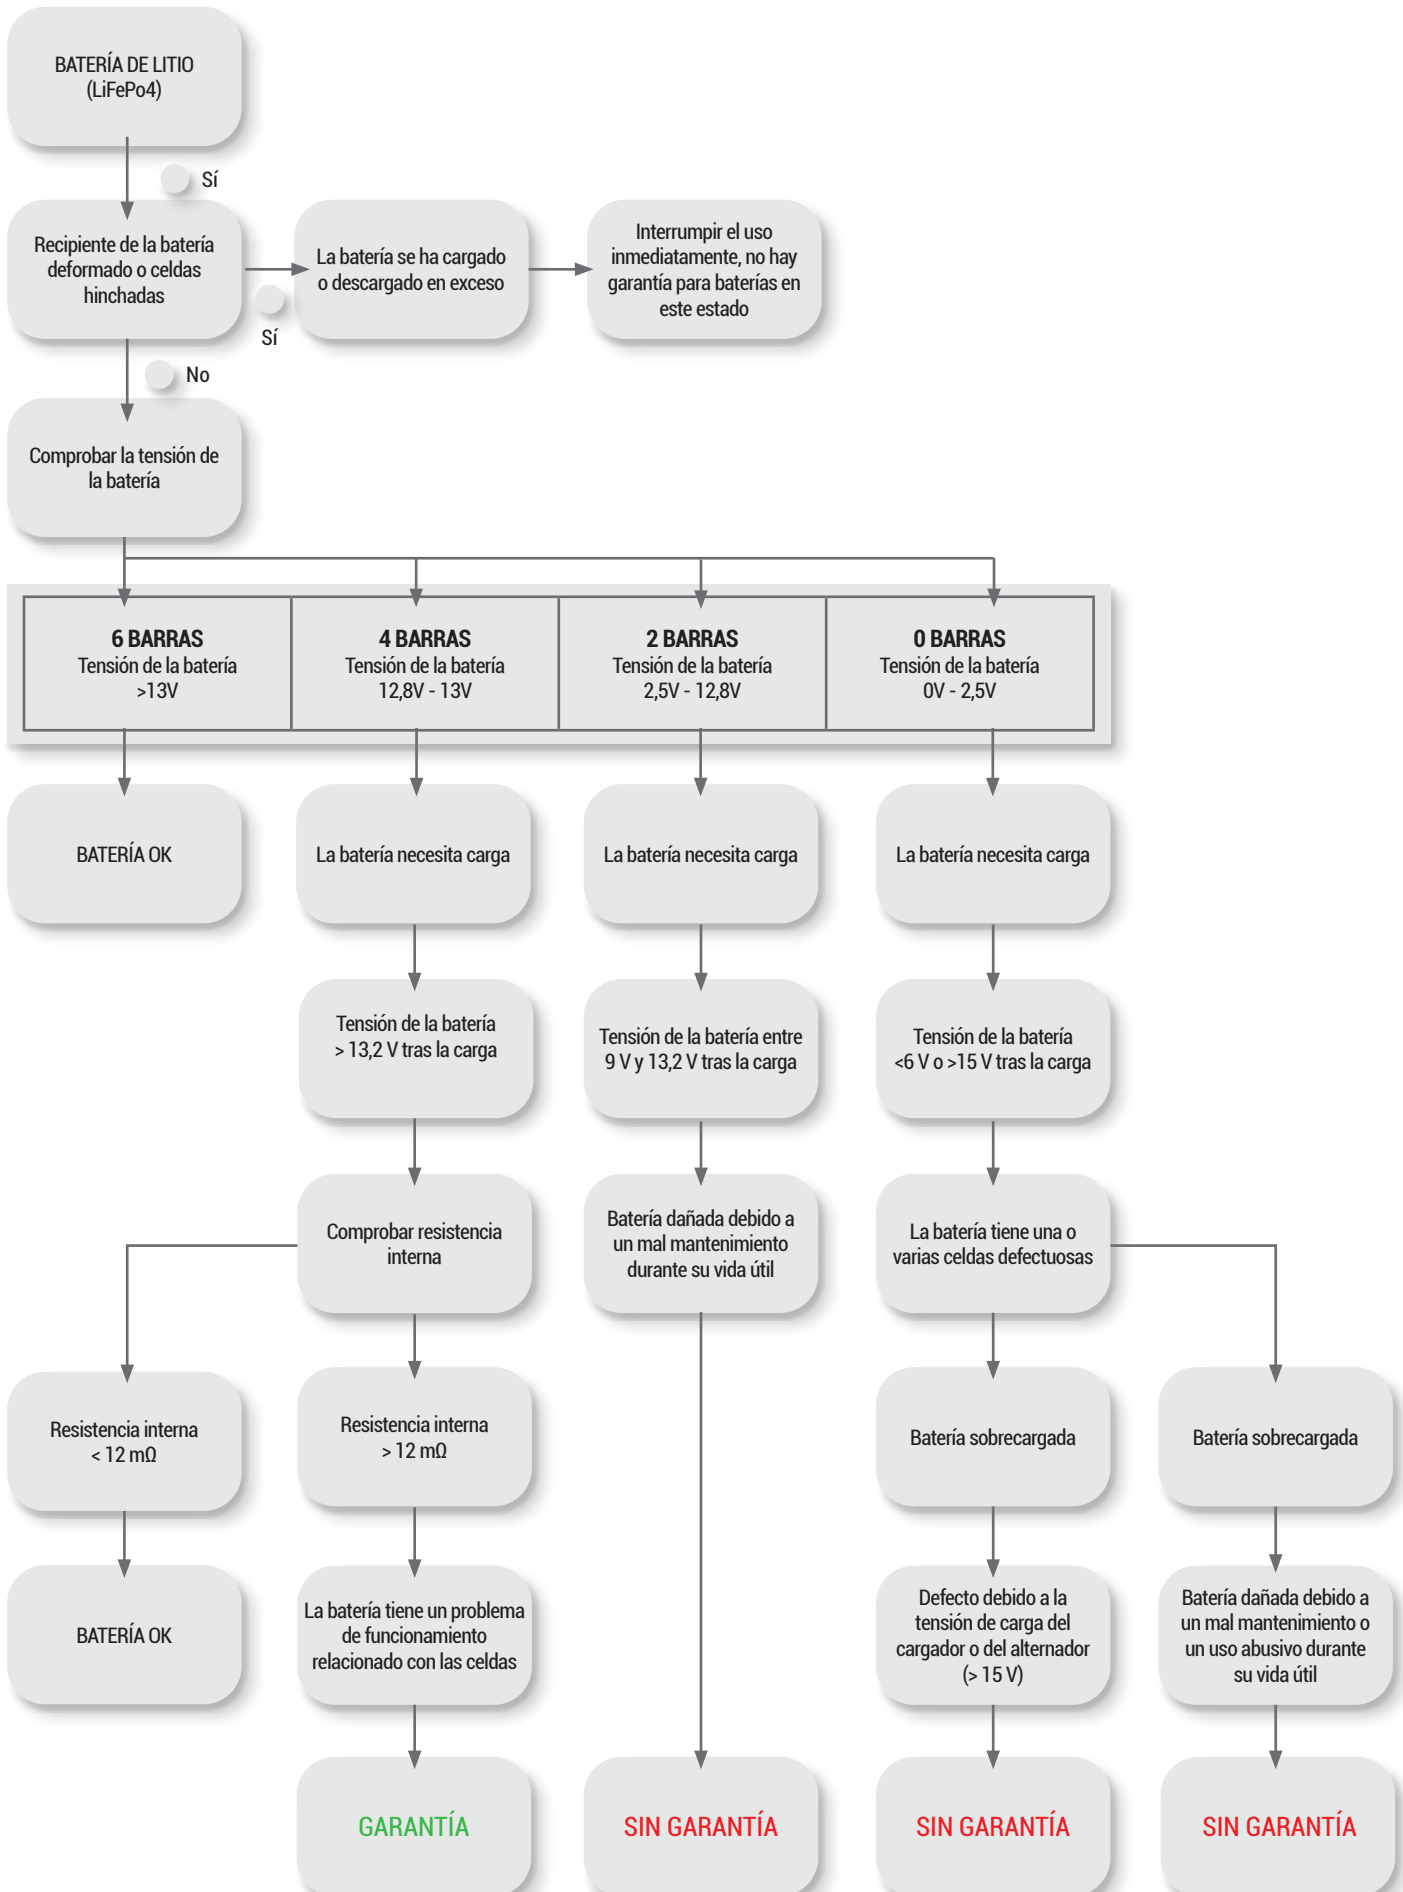 BATERÍA DE LITIO
(LiFePo4)
Sí
Recipiente de la batería
deformado o celdas
hinchadas
Sí
La batería se ha cargado
o descargado en exceso
Interrumpir el uso
inmediatamente, no hay
garantía para baterías en
este estado
No
Comprobar la tensión de
la batería
6 BARRAS
Tensión de la batería
>13V
4 BARRAS
Tensión de la batería
12,8V - 13V
2 BARRAS
Tensión de la batería
2,5V - 12,8V
0 BARRAS
Tensión de la batería
0V - 2,5V
BATERÍA OK
La batería necesita carga
La batería necesita carga
La batería necesita carga
Tensión de la batería
> 13,2 V tras la carga
Tensión de la batería entre
9 V y 13,2 V tras la carga
Tensión de la batería
<6 V o >15 V tras la carga
Comprobar resistencia
interna
Batería dañada debido a
un mal mantenimiento
durante su vida útil
La batería tiene una o
varias celdas defectuosas
Resistencia interna
< 12 mΩ
Resistencia interna
> 12 mΩ
Batería sobrecargada
Batería sobrecargada
BATERÍA OK
La batería tiene un problema
de funcionamiento
relacionado con las celdas
Defecto debido a la
tensión de carga del
cargador o del alternador
(> 15 V)
Batería dañada debido a
un mal mantenimiento o
un uso abusivo durante
su vida útil
GARANTÍA
SIN GARANTÍA
SIN GARANTÍA
SIN GARANTÍA